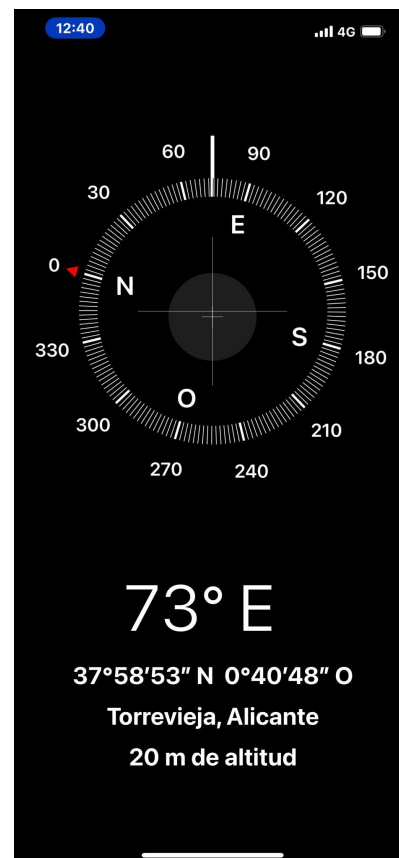 12:40
4G
60
90
30
120
E
0
150
N
S
330
180
O
300
210
270
240
73° E
37°58′53″ N 0°40′48″ O
Torrevieja, Alicante
20 m de altitud